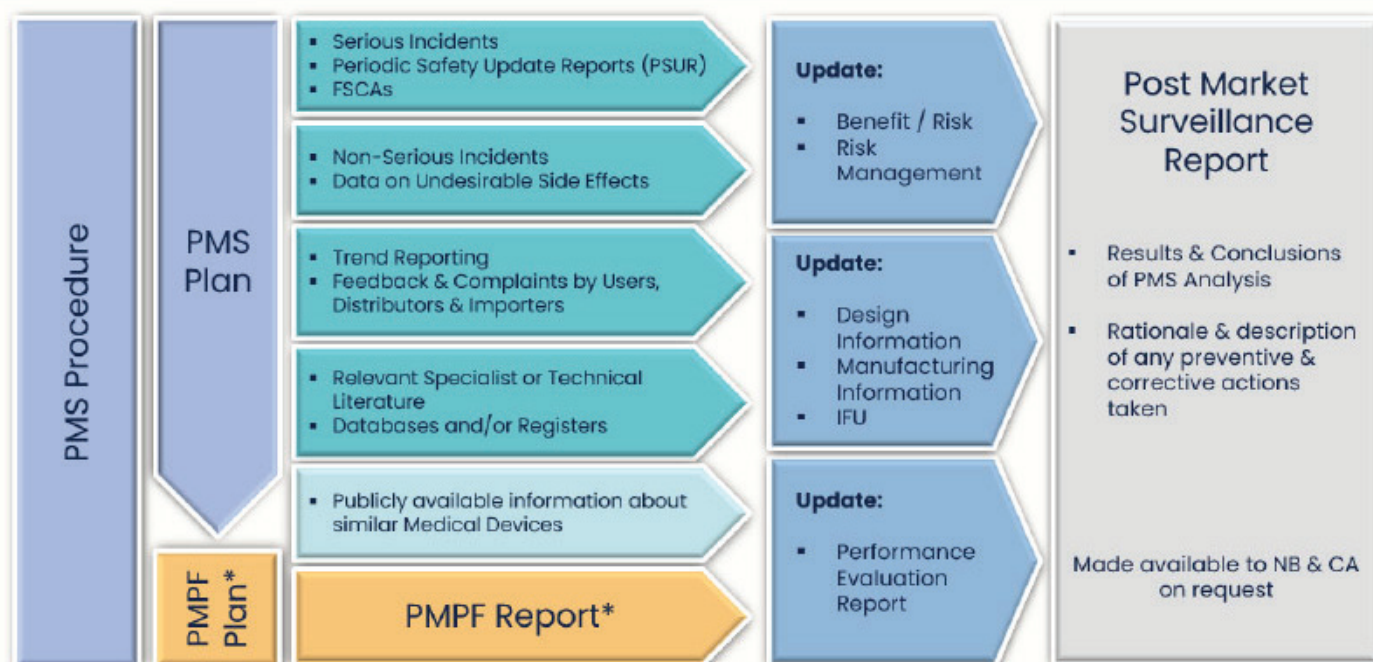 PMS Procedure
PMS
Plan
PMPF
Plan*
▪ Serious Incidents
▪ Periodic Safety Update Reports (PSUR)
▪ FSCAs
▪ Non-Serious Incidents
▪ Data on Undesirable Side Effects
▪ Trend Reporting
▪ Feedback & Complaints by Users,
Distributors & Importers
▪ Relevant Specialist or Technical
Literature
▪ Databases and/or Registers
▪ Publicly available information about
similar Medical Devices
PMPF Report*
Update:
▪ Benefit / Risk
▪ Risk
Management
Update:
▪ Design
Information
▪ Manufacturing
Information
▪ IFU
Update:
▪ Performance
Evaluation
Report
Post Market
Surveillance
Report
▪ Results & Conclusions
of PMS Analysis
▪ Rationale & description
of any preventive &
corrective actions
taken
Made available to NB & CA
on request